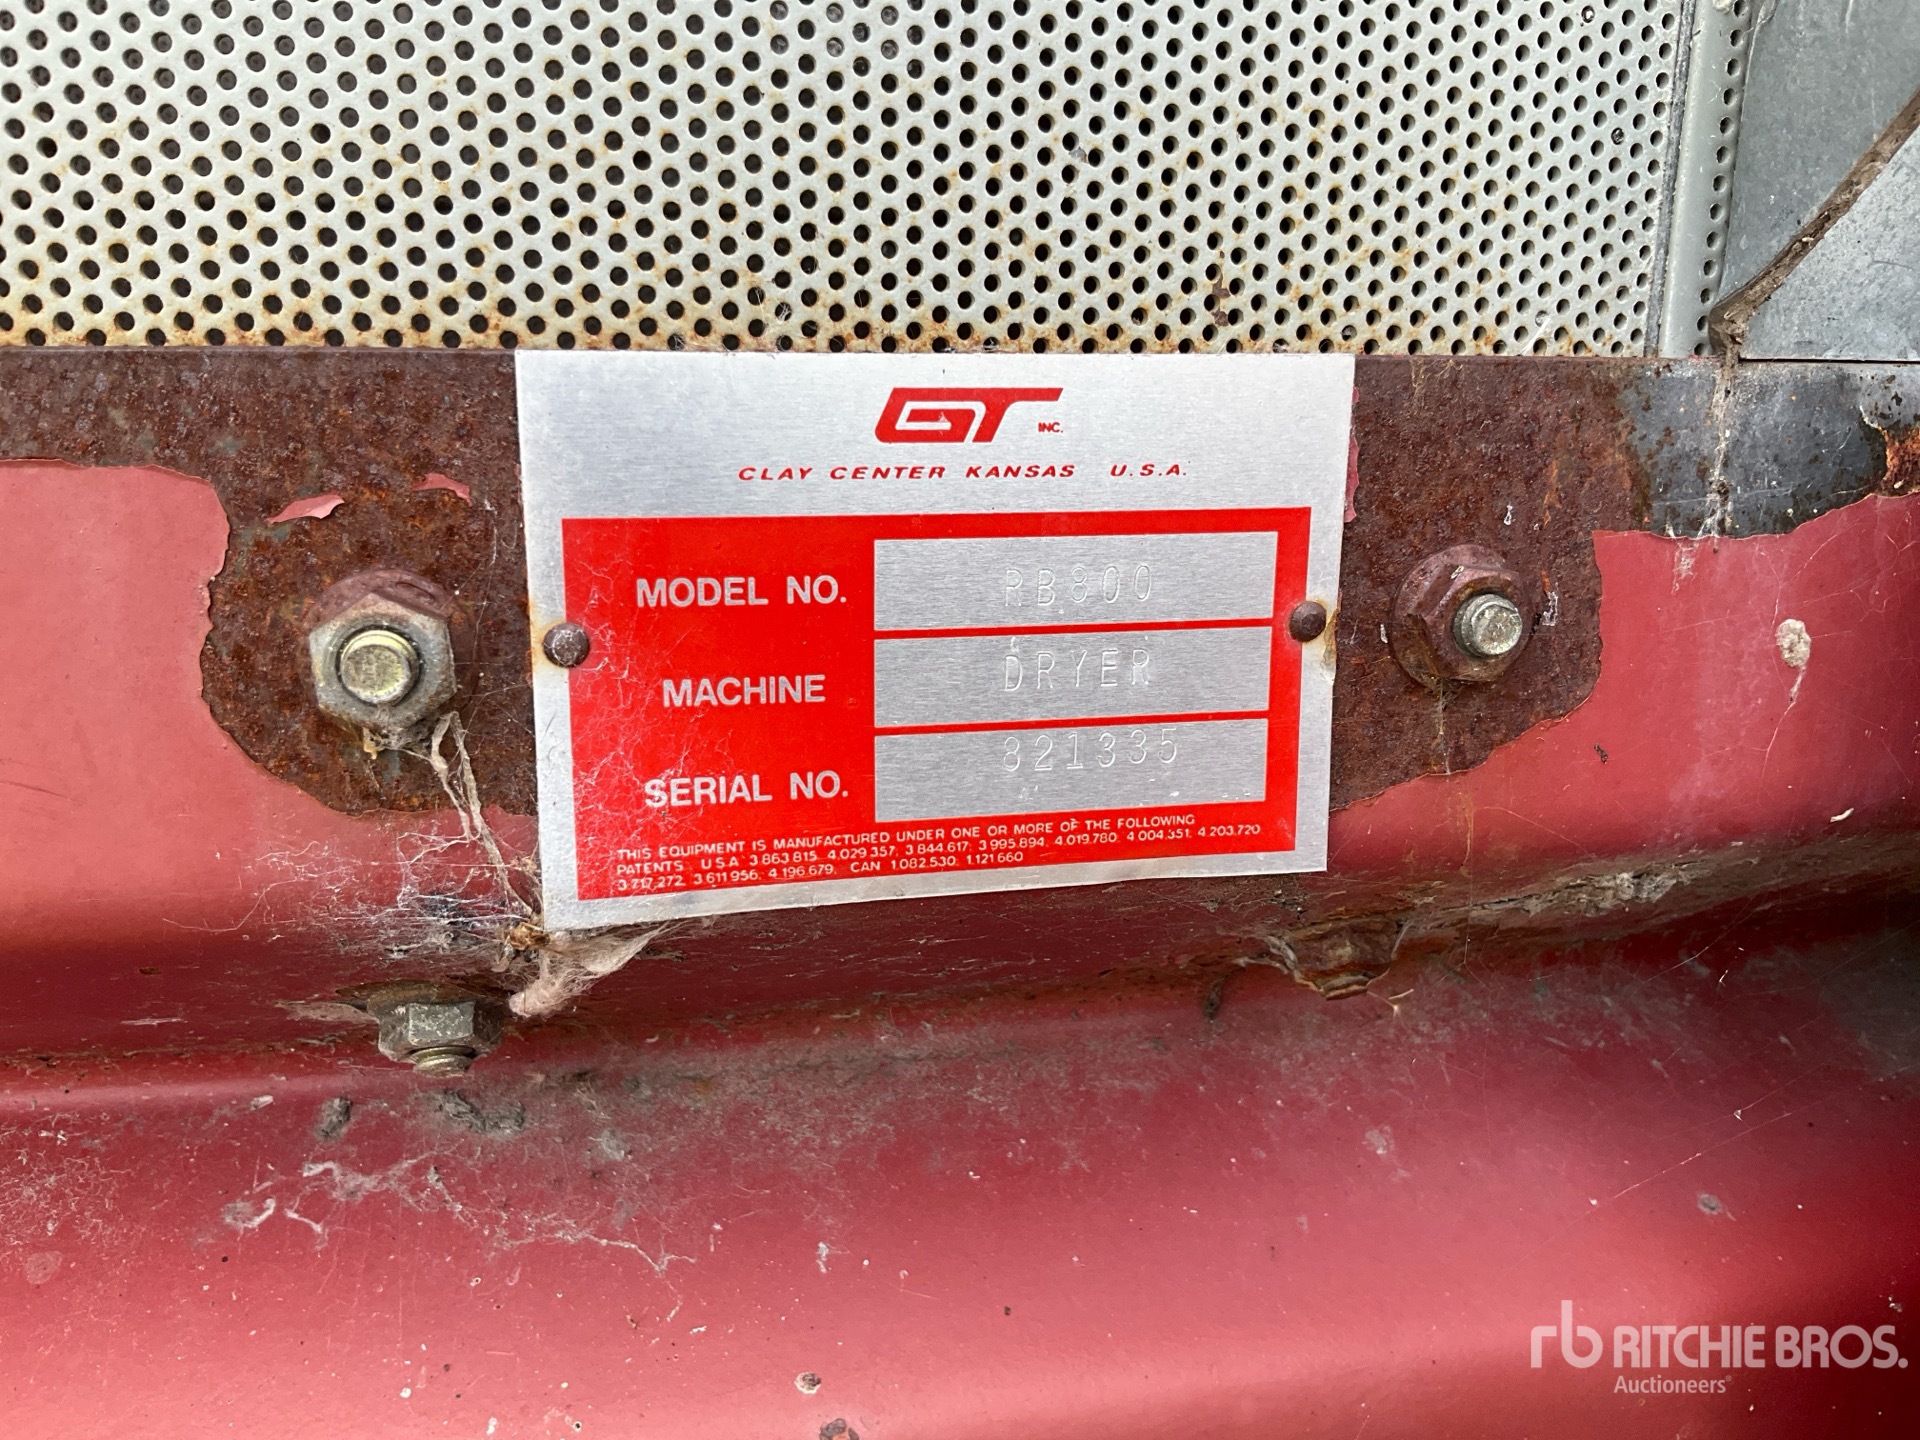 GT INC.
CLAY CENTER KANSAS U.S.A.
MODEL NO. RB800
MACHINE DRYER
SERIAL NO. 821335
THIS EQUIPMENT IS MANUFACTURED UNDER ONE OR MORE OF THE FOLLOWING
PATENTS: U.S.A. 3,863,815, 4,029,357, 3,844,617, 3,995,894, 4,019,780, 4,004,351, 4,203,720
3,717,272, 3,611,956, 4,196,679, CAN 1,082,530, 1,121,660
rb RITCHIE BROS.
Auctioneers®